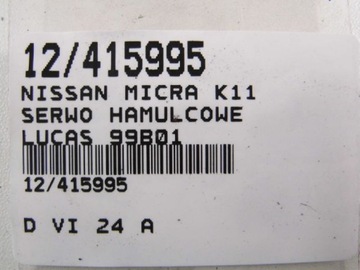 12/415995
NISSAN MICRA K11
SERWO HAMULCOWE
LUCAS 99B01
12/415995
D VI 24 A